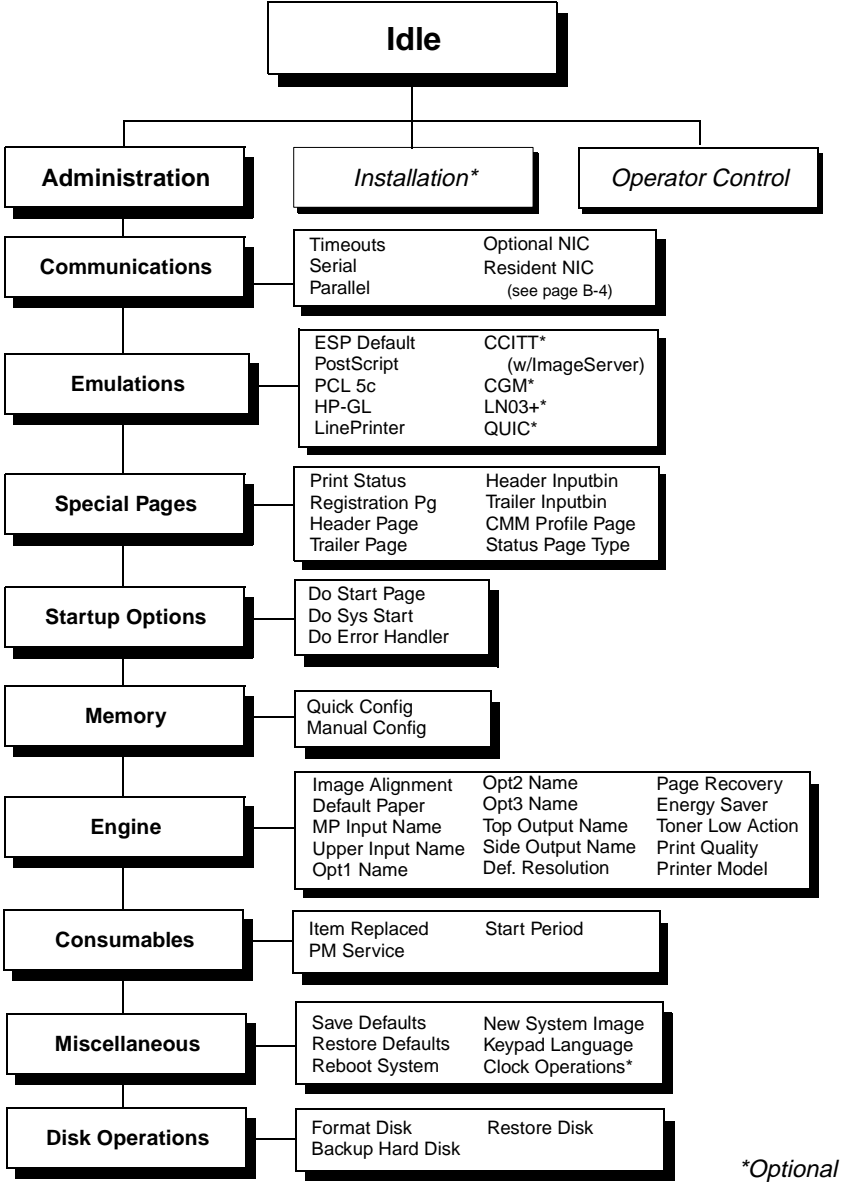 Idle
Administration
Installation*
Operator Control
Communications
Timeouts
Serial
Parallel
Optional NIC
Resident NIC
(see page B-4)
Emulations
ESP Default
PostScript
PCL 5c
HP-GL
LinePrinter
CCITT*
(w/ImageServer)
CGM*
LN03+*
QUIC*
Special Pages
Print Status
Registration Pg
Header Page
Trailer Page
Header Inputbin
Trailer Inputbin
CMM Profile Page
Status Page Type
Startup Options
Do Start Page
Do Sys Start
Do Error Handler
Memory
Quick Config
Manual Config
Engine
Image Alignment
Default Paper
MP Input Name
Upper Input Name
Opt1 Name
Opt2 Name
Opt3 Name
Top Output Name
Side Output Name
Def. Resolution
Page Recovery
Energy Saver
Toner Low Action
Print Quality
Printer Model
Consumables
Item Replaced
PM Service
Start Period
Miscellaneous
Save Defaults
Restore Defaults
Reboot System
New System Image
Keypad Language
Clock Operations*
Disk Operations
Format Disk
Backup Hard Disk
Restore Disk
*Optional